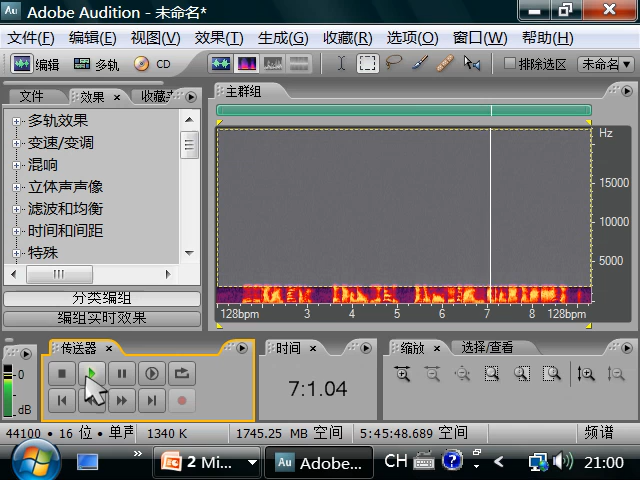 Au Adobe Audition - 未命名*
文件(F) 编辑(E) 视图(V) 效果(T) 生成(G) 收藏(R) 选项(O) 窗口(W) 帮助(H)
编辑 多轨 CD 排除选区 未命名
文件 效果 × 收藏 主群组
多轨效果
变速/变调
混响
立体声声像
滤波和均衡
时间和间距
特殊
分类编组
编组实时效果
Hz
15000
10000
5000
128bpm 3 4 5 6 7 8 128bpm
传送器 × 时间 × 缩放 × 选择/查看
0
dB
7:1.04
44100 • 16 位 • 单声 1340 K 1745.25 MB 空间 5:45:48.689 空间 频谱
2 Mi... Au Adobe... CH 21:00